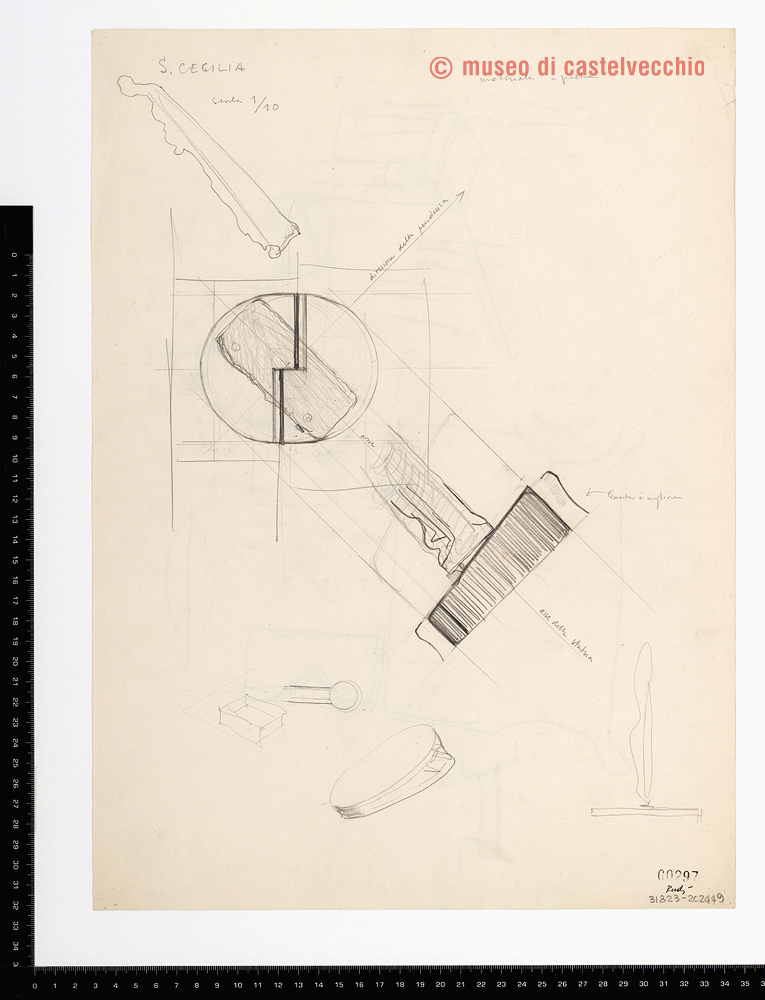 © museo di castelvecchio
S. CECILIA
scala 1/10
materiale - pietra
direzione della pendenza
asse
Questa è migliore
asse della statua
00297
Rudi
31823-202449
0 1 2 3 4 5 6 7 8 9 10 11 12 13 14 15 16 17 18 19 20 21 22 23 24 25 26 27 28 29 30 31 32 33 34 3
0 1 2 3 4 5 6 7 8 9 10 11 12 13 14 15 16 17 18 19 20 21 22 23 24 25 26 27 28 29 30 31 32 33 34 35 3